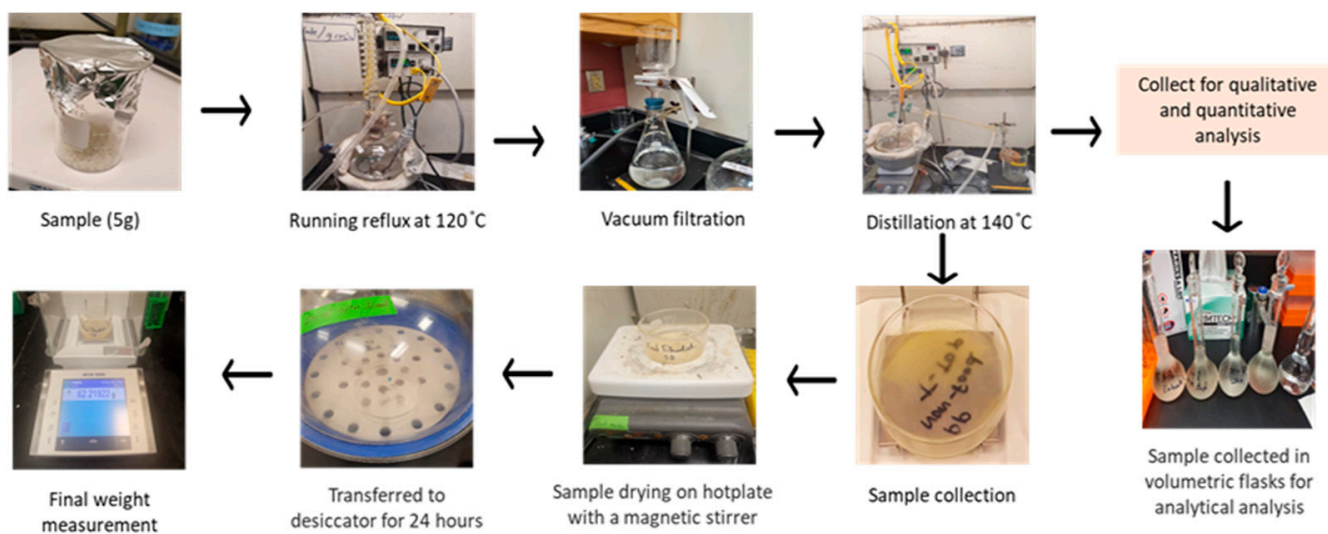 Collect for qualitative
and quantitative
analysis
Sample (5g)
Running reflux at 120°C
Vacuum filtration
Distillation at 140°C
Final weight
measurement
Transferred to
desiccator for 24 hours
Sample drying on hotplate
with a magnetic stirrer
Sample collection
Sample collected in
volumetric flasks for
analytical analysis